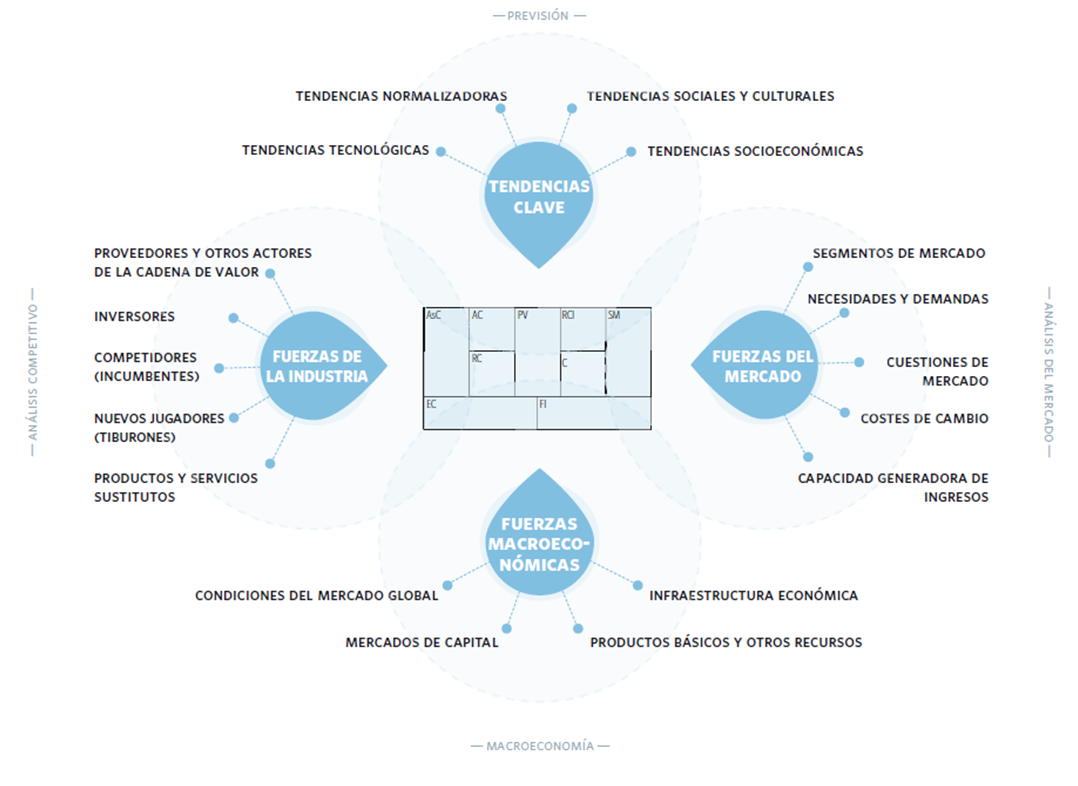 — PREVISIÓN —
TENDENCIAS NORMALIZADORAS
TENDENCIAS SOCIALES Y CULTURALES
TENDENCIAS TECNOLÓGICAS
TENDENCIAS SOCIOECONÓMICAS
TENDENCIAS
CLAVE
— ANÁLISIS COMPETITIVO —
PROVEEDORES Y OTROS ACTORES
DE LA CADENA DE VALOR
INVERSORES
COMPETIDORES
(INCUMBENTES)
NUEVOS JUGADORES
(TIBURONES)
PRODUCTOS Y SERVICIOS
SUSTITUTOS
FUERZAS DE
LA INDUSTRIA
AsC
AC
PV
RCl
SM
RC
C
EC
FI
FUERZAS DEL
MERCADO
SEGMENTOS DE MERCADO
NECESIDADES Y DEMANDAS
CUESTIONES DE
MERCADO
COSTES DE CAMBIO
CAPACIDAD GENERADORA DE
INGRESOS
— ANÁLISIS DEL MERCADO —
FUERZAS
MACROECO-
NÓMICAS
CONDICIONES DEL MERCADO GLOBAL
INFRAESTRUCTURA ECONÓMICA
MERCADOS DE CAPITAL
PRODUCTOS BÁSICOS Y OTROS RECURSOS
— MACROECONOMÍA —